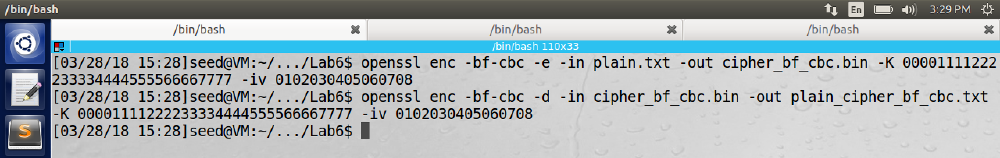 /bin/bash En 3:29 PM
/bin/bash /bin/bash /bin/bash
/bin/bash 110x33
[03/28/18 15:28]seed@VM:~/.../Lab6$ openssl enc -bf-cbc -e -in plain.txt -out cipher_bf_cbc.bin -K 00001111222
233334444555566667777 -iv 0102030405060708
[03/28/18 15:28]seed@VM:~/.../Lab6$ openssl enc -bf-cbc -d -in cipher_bf_cbc.bin -out plain_cipher_bf_cbc.txt
-K 00001111222233334444555566667777 -iv 0102030405060708
[03/28/18 15:28]seed@VM:~/.../Lab6$